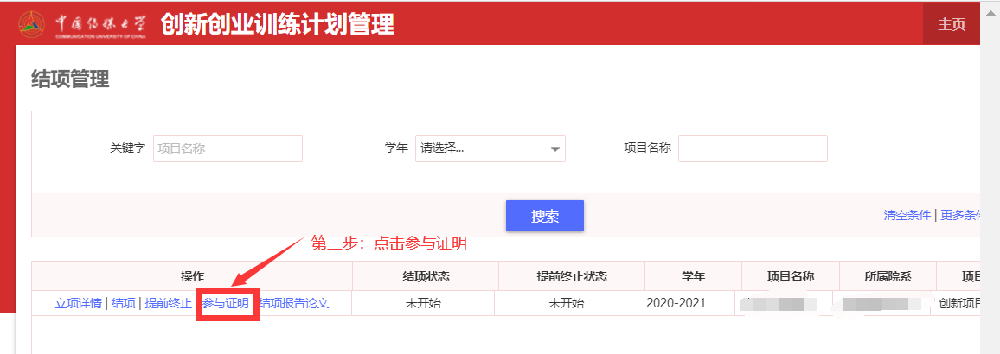 中国传媒大学 创新创业训练计划管理 主页
COMMUNICATION UNIVERSITY OF CHINA
结项管理
关键字 项目名称 学年 请选择... 项目名称
搜索
清空条件 | 更多条件
第三步：点击参与证明
操作 结项状态 提前终止状态 学年 项目名称 所属院系 项目
立项详情 | 结项 | 提前终止 参与证明 结项报告论文 未开始 未开始 2020-2021 创新项目